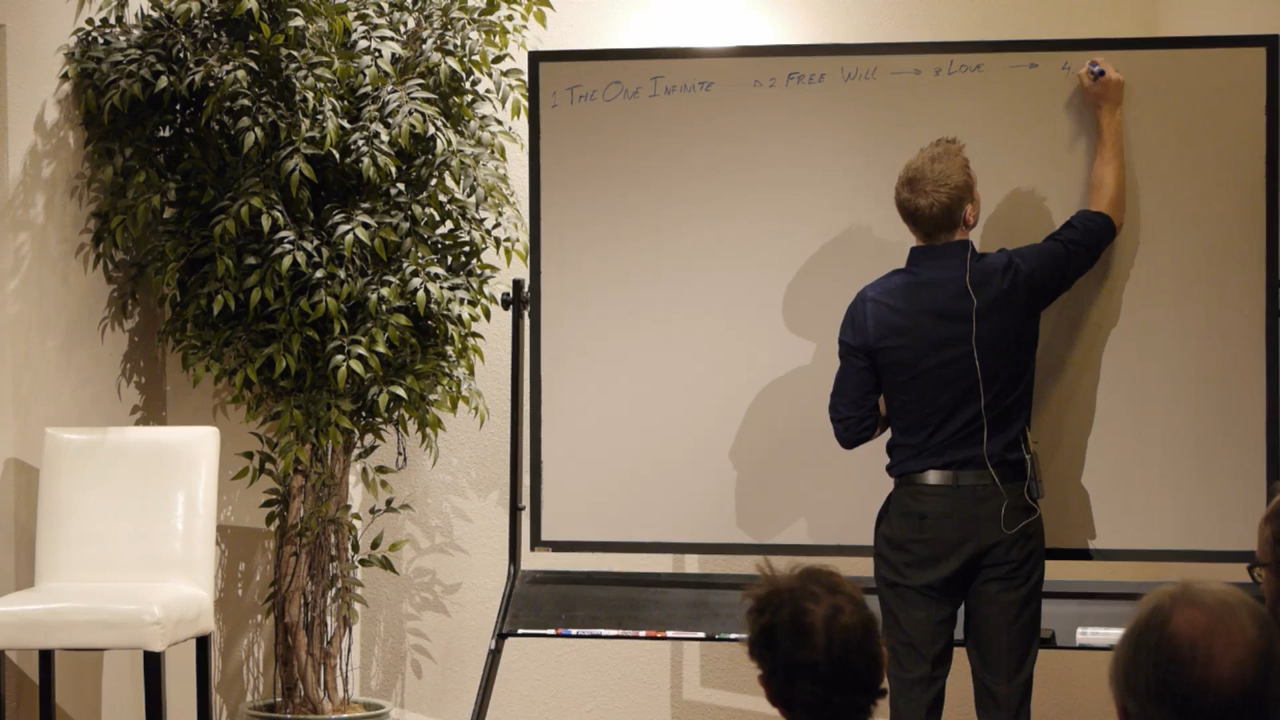 1 THE ONE INFINITE → 2 FREE WILL → 3 LOVE → 4